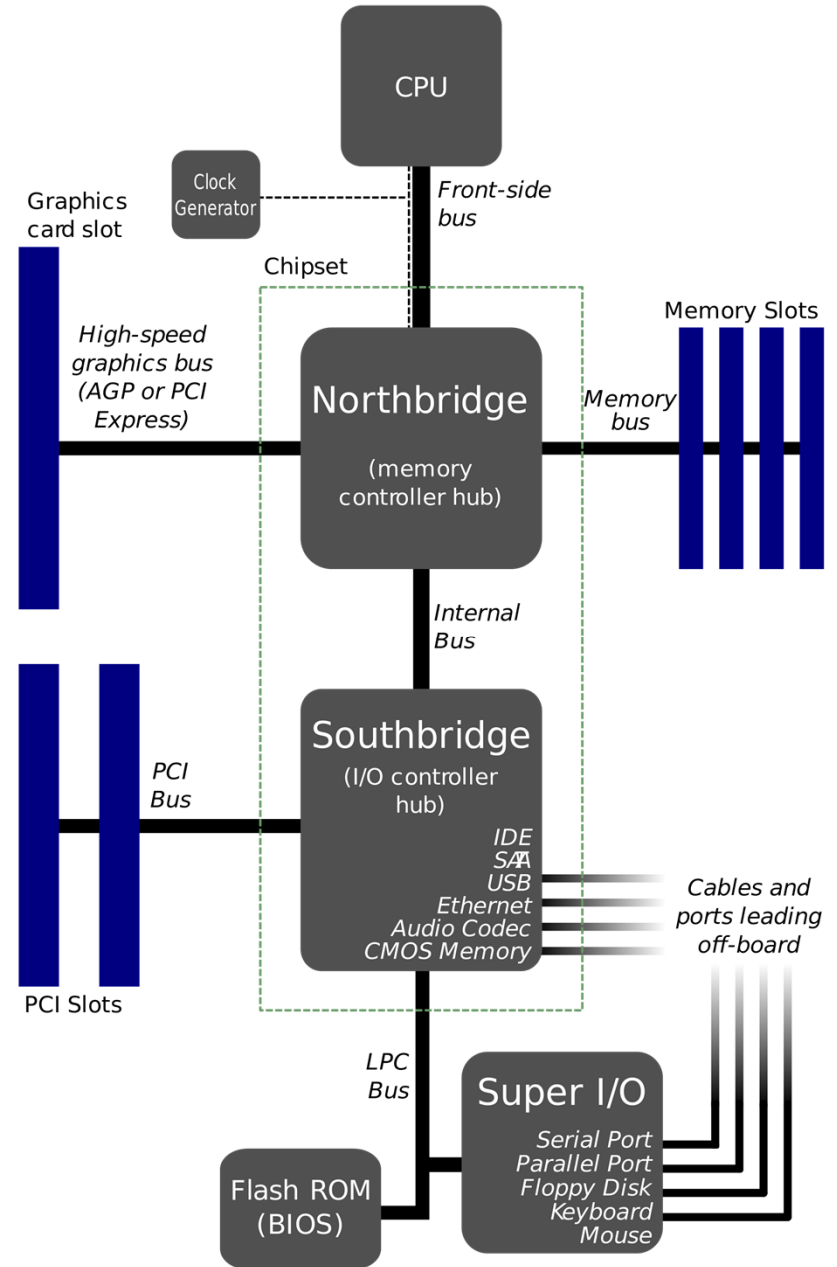 CPU
Clock
Generator
Front-side
bus
Graphics
card slot
Chipset
High-speed
graphics bus
(AGP or PCI
Express)
Northbridge
(memory
controller hub)
Memory
bus
Memory Slots
Internal
Bus
Southbridge
(I/O controller
hub)
PCI
Bus
IDE
SATA
USB
Ethernet
Audio Codec
CMOS Memory
Cables and
ports leading
off-board
PCI Slots
LPC
Bus
Super I/O
Serial Port
Parallel Port
Floppy Disk
Keyboard
Mouse
Flash ROM
(BIOS)